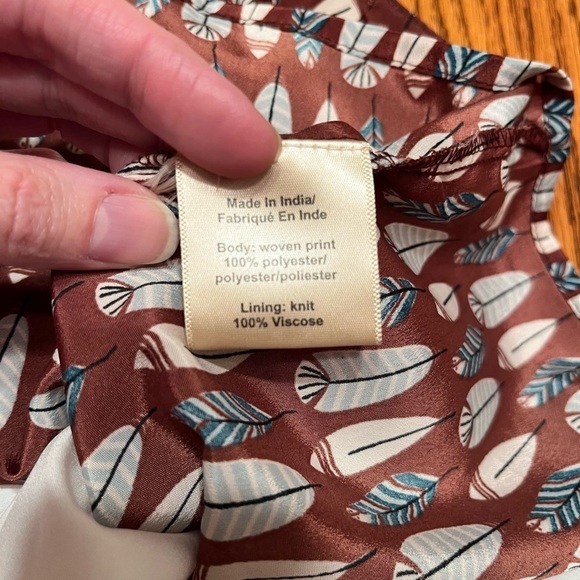 Made In India/
Fabriqué En Inde
Body: woven print
100% polyester/
polyester/poliester
Lining: knit
100% Viscose